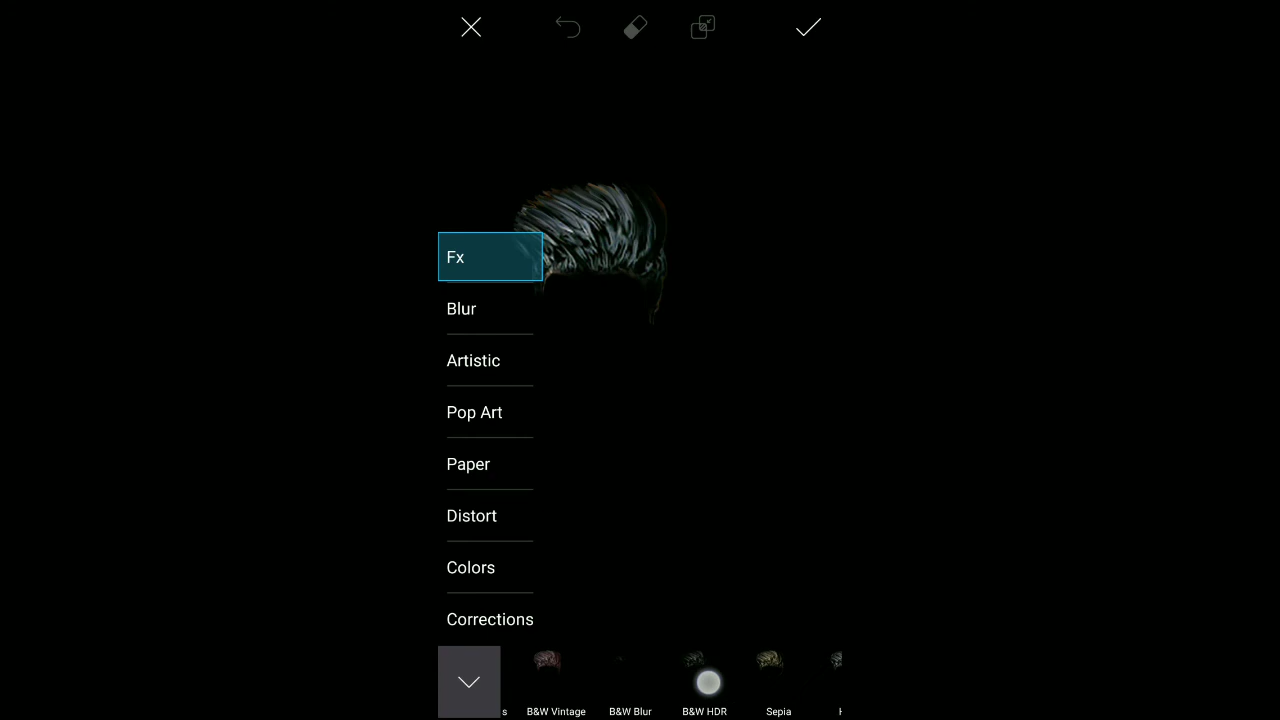 Fx
Blur
Artistic
Pop Art
Paper
Distort
Colors
Corrections
s B&W Vintage B&W Blur B&W HDR Sepia